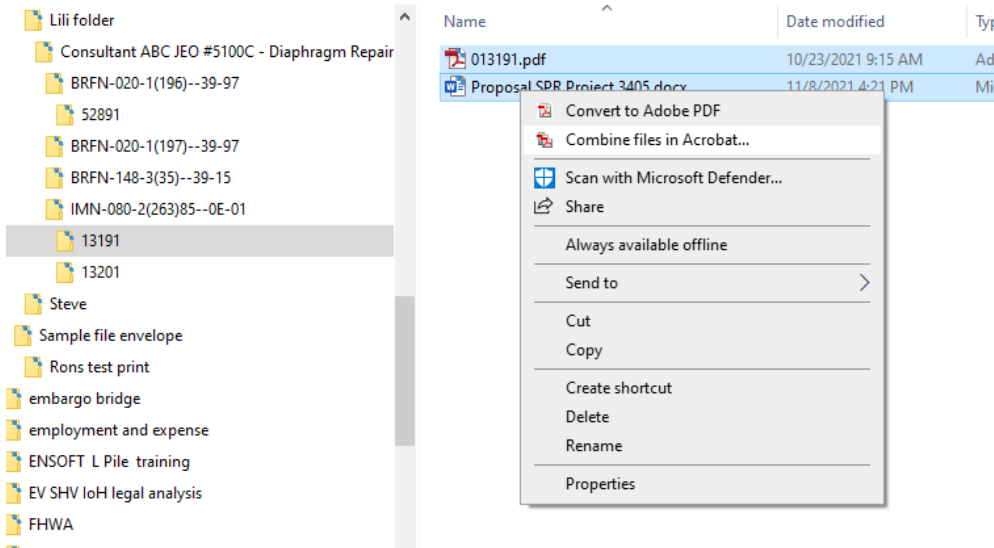 Lili folder
Consultant ABC JEO #5100C - Diaphragm Repair
BRFN-020-1(196)--39-97
52891
BRFN-020-1(197)--39-97
BRFN-148-3(35)--39-15
IMN-080-2(263)85--0E-01
13191
13201
Steve
Sample file envelope
Rons test print
embargo bridge
employment and expense
ENSOFT L Pile training
EV SHV IoH legal analysis
FHWA
Name Date modified Typ
013191.pdf 10/23/2021 9:15 AM Ad
Proposal SPR Project 3405.docx 11/8/2021 4:21 PM Mi
Convert to Adobe PDF
Combine files in Acrobat...
Scan with Microsoft Defender...
Share
Always available offline
Send to
Cut
Copy
Create shortcut
Delete
Rename
Properties